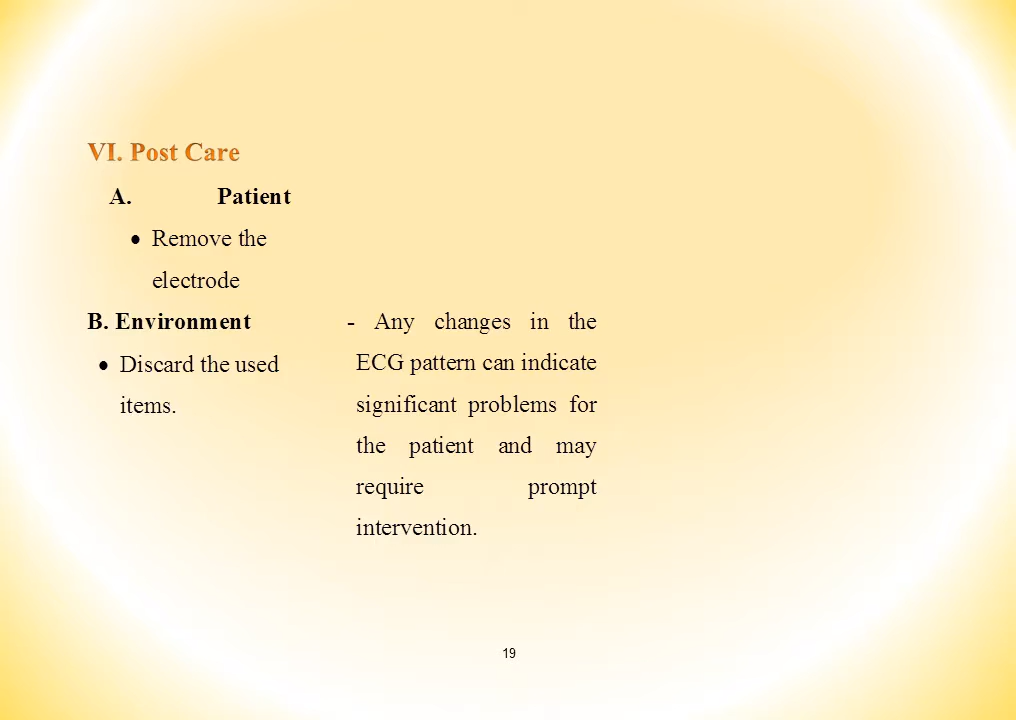 VI. Post Care
A. Patient
• Remove the
electrode
B. Environment
• Discard the used
items.
- Any changes in the
ECG pattern can indicate
significant problems for
the patient and may
require prompt
intervention.
19